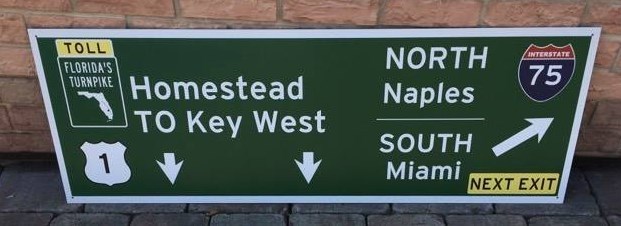 TOLL
FLORIDA'S
TURNPIKE
Homestead
TO Key West
1
NORTH
Naples
SOUTH
Miami
INTERSTATE
75
NEXT EXIT